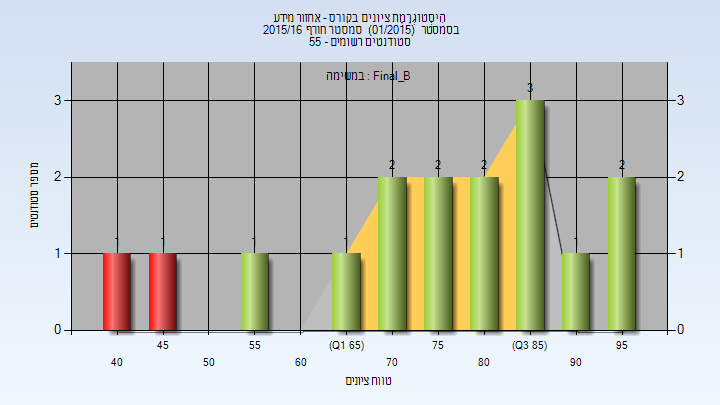 היסטוגרמת ציונים בקורס - אחזור מידע
בסמסטר (01/2015) סמסטר חורף 2015/16
סטודנטים רשומים - 55
במשימה : Final_B
3 3
2 2
1 1
0 0
3
2 2 2 2
1 1 1 1 1
מספר סטודנטים
45 55 (Q1 65) 75 (Q3 85) 95
40 50 60 70 80 90
טווח ציונים